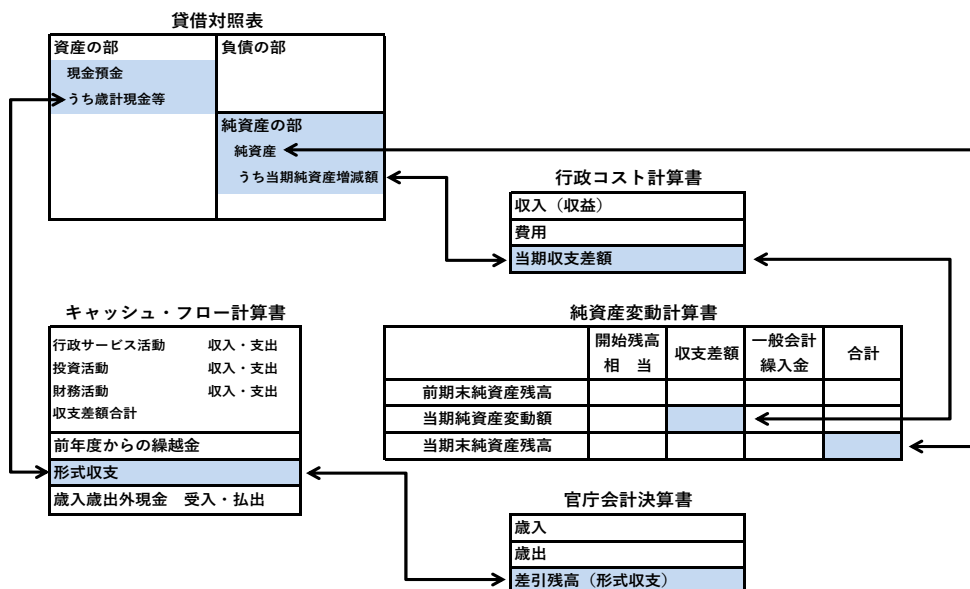 貸借対照表
資産の部
負債の部
現金預金
うち歳計現金等
純資産の部
純資産
うち当期純資産増減額
行政コスト計算書
収入（収益）
費用
当期収支差額
キャッシュ・フロー計算書
行政サービス活動　収入・支出
投資活動　収入・支出
財務活動　収入・支出
収支差額合計
前年度からの繰越金
形式収支
歳入歳出外現金　受入・払出
純資産変動計算書
開始残高
相　当
収支差額
一般会計
繰入金
合計
前期末純資産残高
当期純資産変動額
当期末純資産残高
官庁会計決算書
歳入
歳出
差引残高（形式収支）